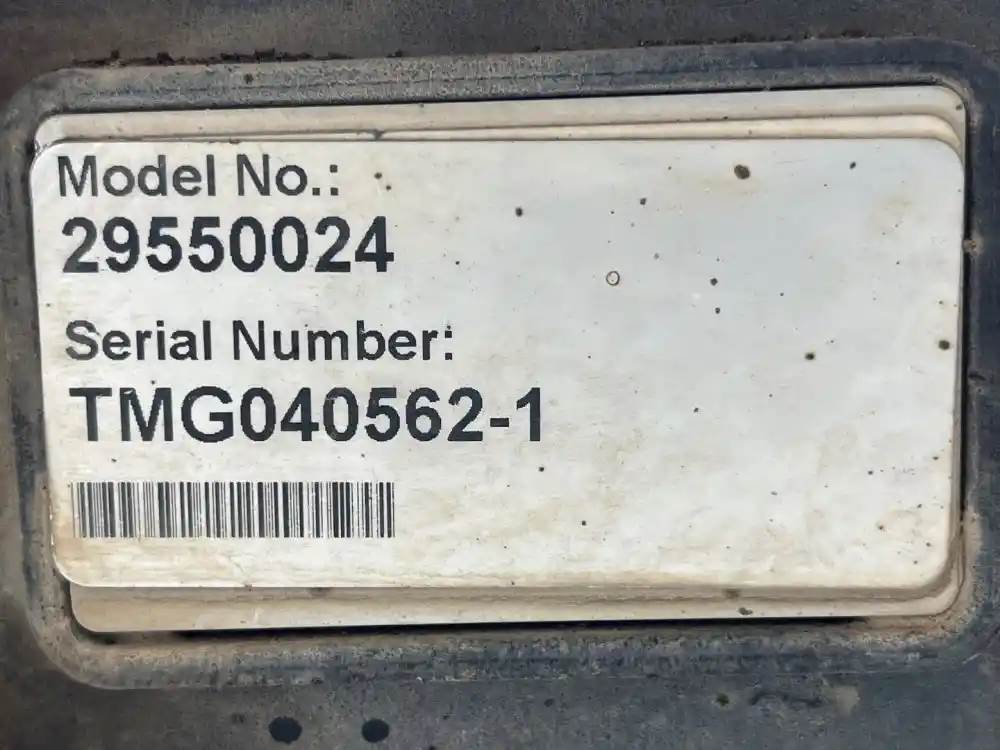 Model No.:
29550024
Serial Number:
TMG040562-1